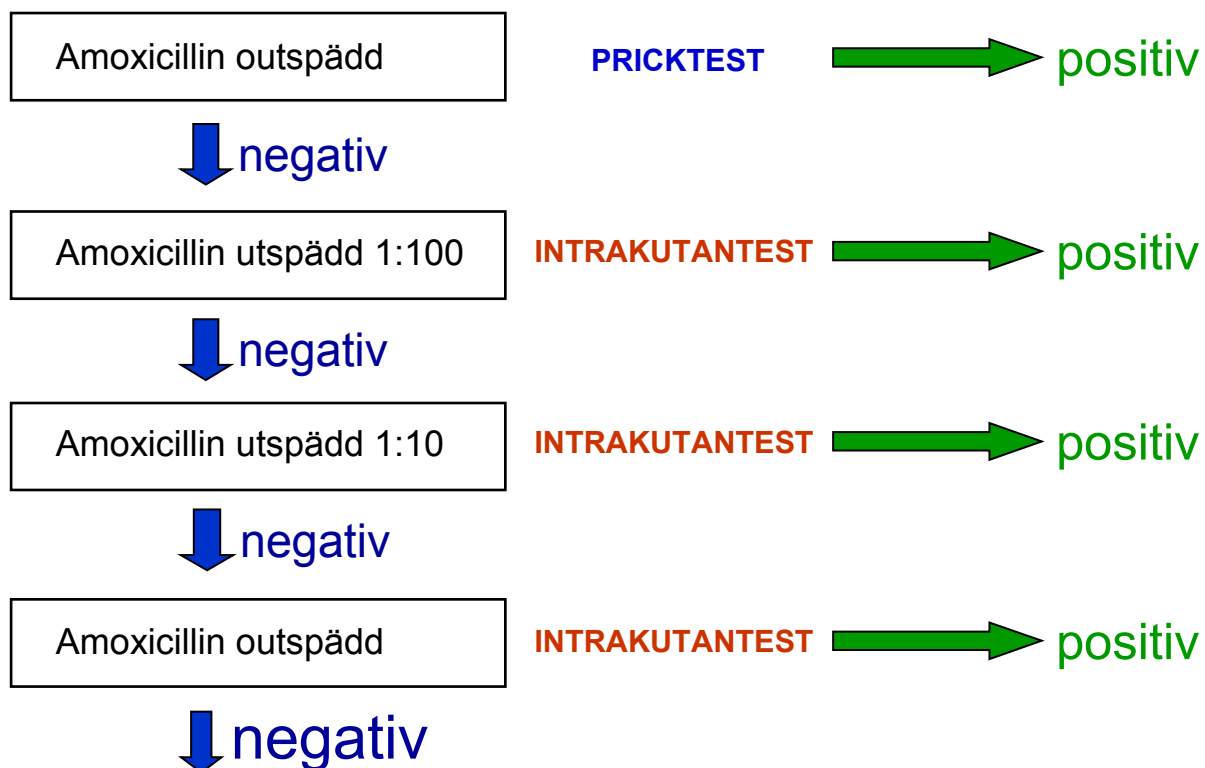 Amoxicillin outspädd PRICKTEST positiv
negativ
Amoxicillin utspädd 1:100 INTRAKUTANTEST positiv
negativ
Amoxicillin utspädd 1:10 INTRAKUTANTEST positiv
negativ
Amoxicillin outspädd INTRAKUTANTEST positiv
negativ